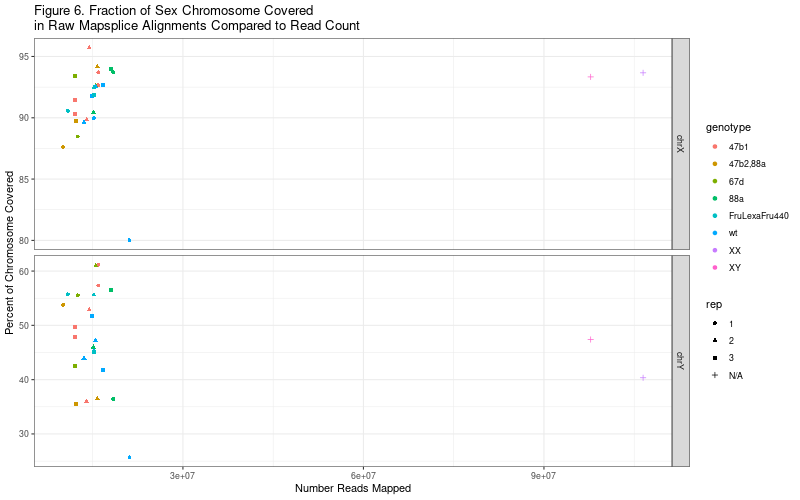 Figure 6. Fraction of Sex Chromosome Covered
in Raw Mapsplice Alignments Compared to Read Count
Percent of Chromosome Covered
95
90
85
80
chrX
60
50
40
30
chrY
3e+07
6e+07
9e+07
Number Reads Mapped
genotype
47b1
47b2,88a
67d
88a
FruLexaFru440
wt
XX
XY
rep
1
2
3
N/A